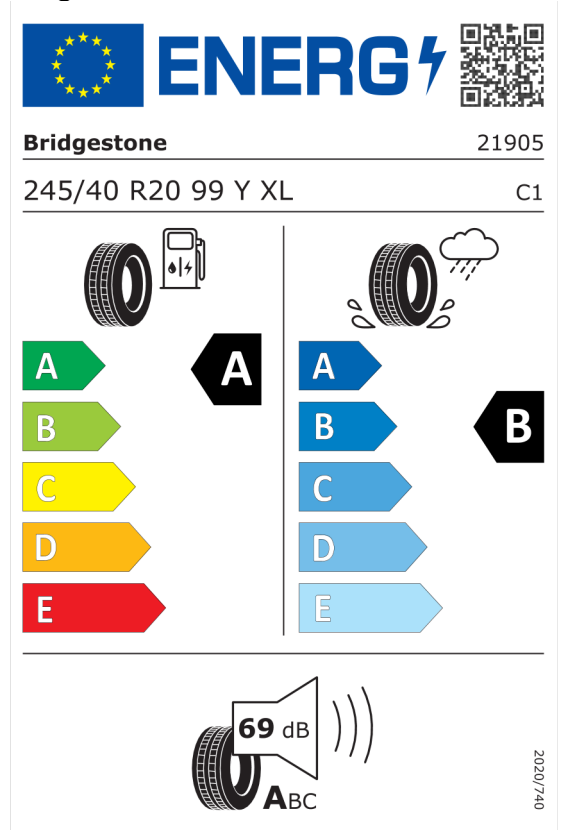 ENERG
Bridgestone 21905
245/40 R20 99 Y XL C1
A A
B
C
D
E
A
B B
C
D
E
69 dB
ABC
2020/740